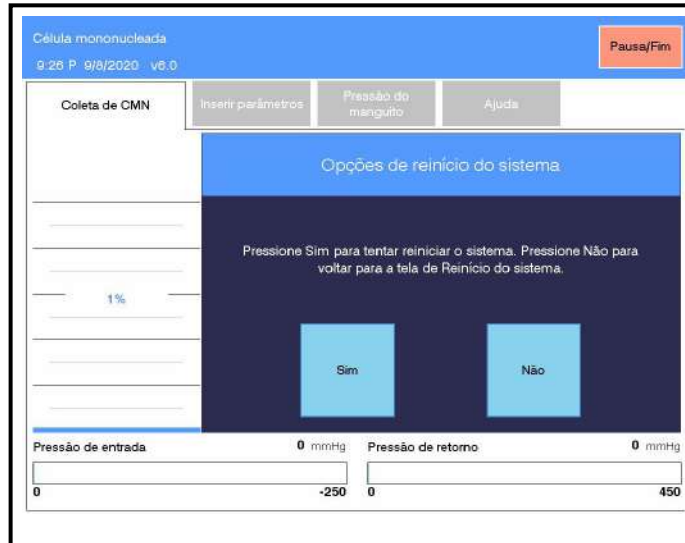 Célula mononucleada
9:26 P 9/8/2020 v6.0
Pausa/Fim
Coleta de CMN
Inserir parâmetros
Pressão do
manguito
Ajuda
Opções de reinício do sistema
Pressione Sim para tentar reiniciar o sistema. Pressione Não para
voltar para a tela de Reinício do sistema.
1%
Sim
Não
Pressão de entrada 0 mmHg
Pressão de retorno 0 mmHg
0 -250
0 450